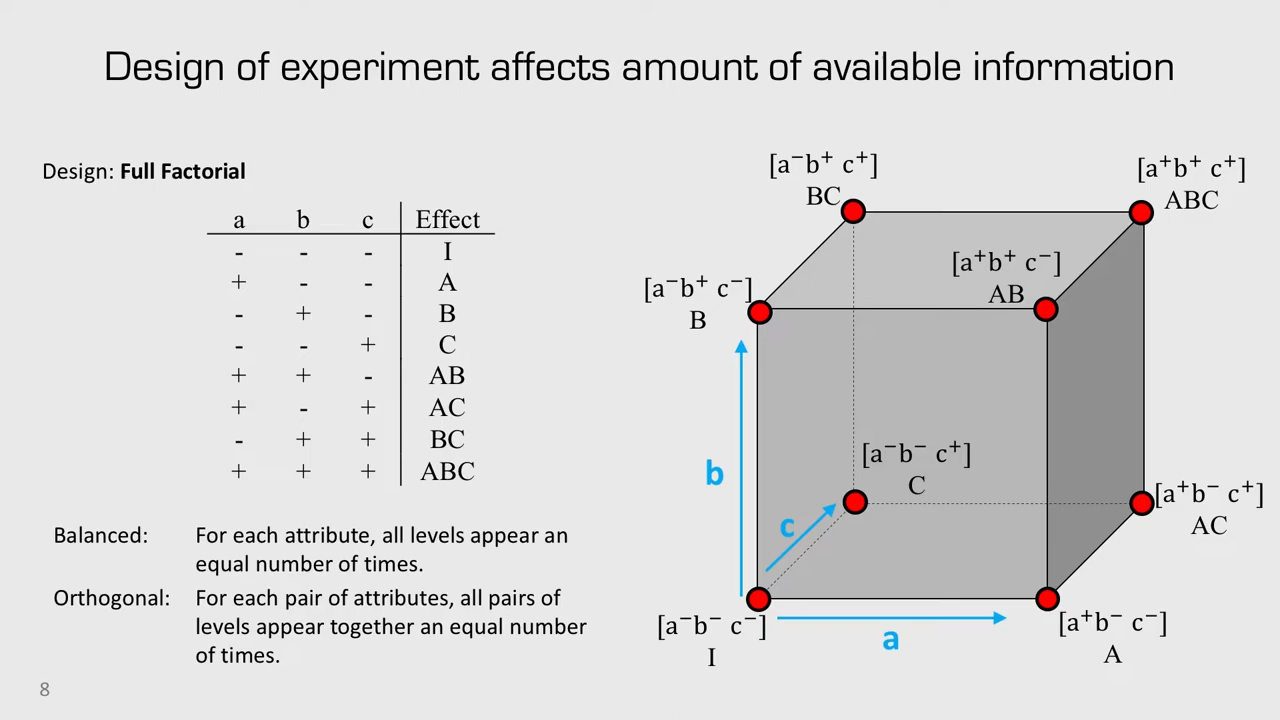 Design of experiment affects amount of available information
Design: Full Factorial
a b c Effect
- - - I
+ - - A
- + - B
- - + C
+ + - AB
+ - + AC
- + + BC
+ + + ABC
Balanced: For each attribute, all levels appear an
equal number of times.
Orthogonal: For each pair of attributes, all pairs of
levels appear together an equal number
of times.
[a⁻b⁺ c⁺]
BC
[a⁺b⁺ c⁺]
ABC
[a⁻b⁺ c⁻]
B
[a⁺b⁺ c⁻]
AB
[a⁻b⁻ c⁺]
C
[a⁺b⁻ c⁺]
AC
b
c
a
[a⁻b⁻ c⁻]
I
[a⁺b⁻ c⁻]
A
8